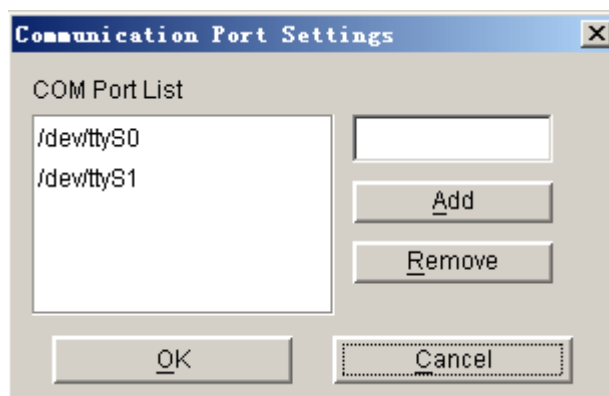 Communication Port Settings
COM Port List
/dev/ttyS0
/dev/ttyS1
Add
Remove
OK
Cancel